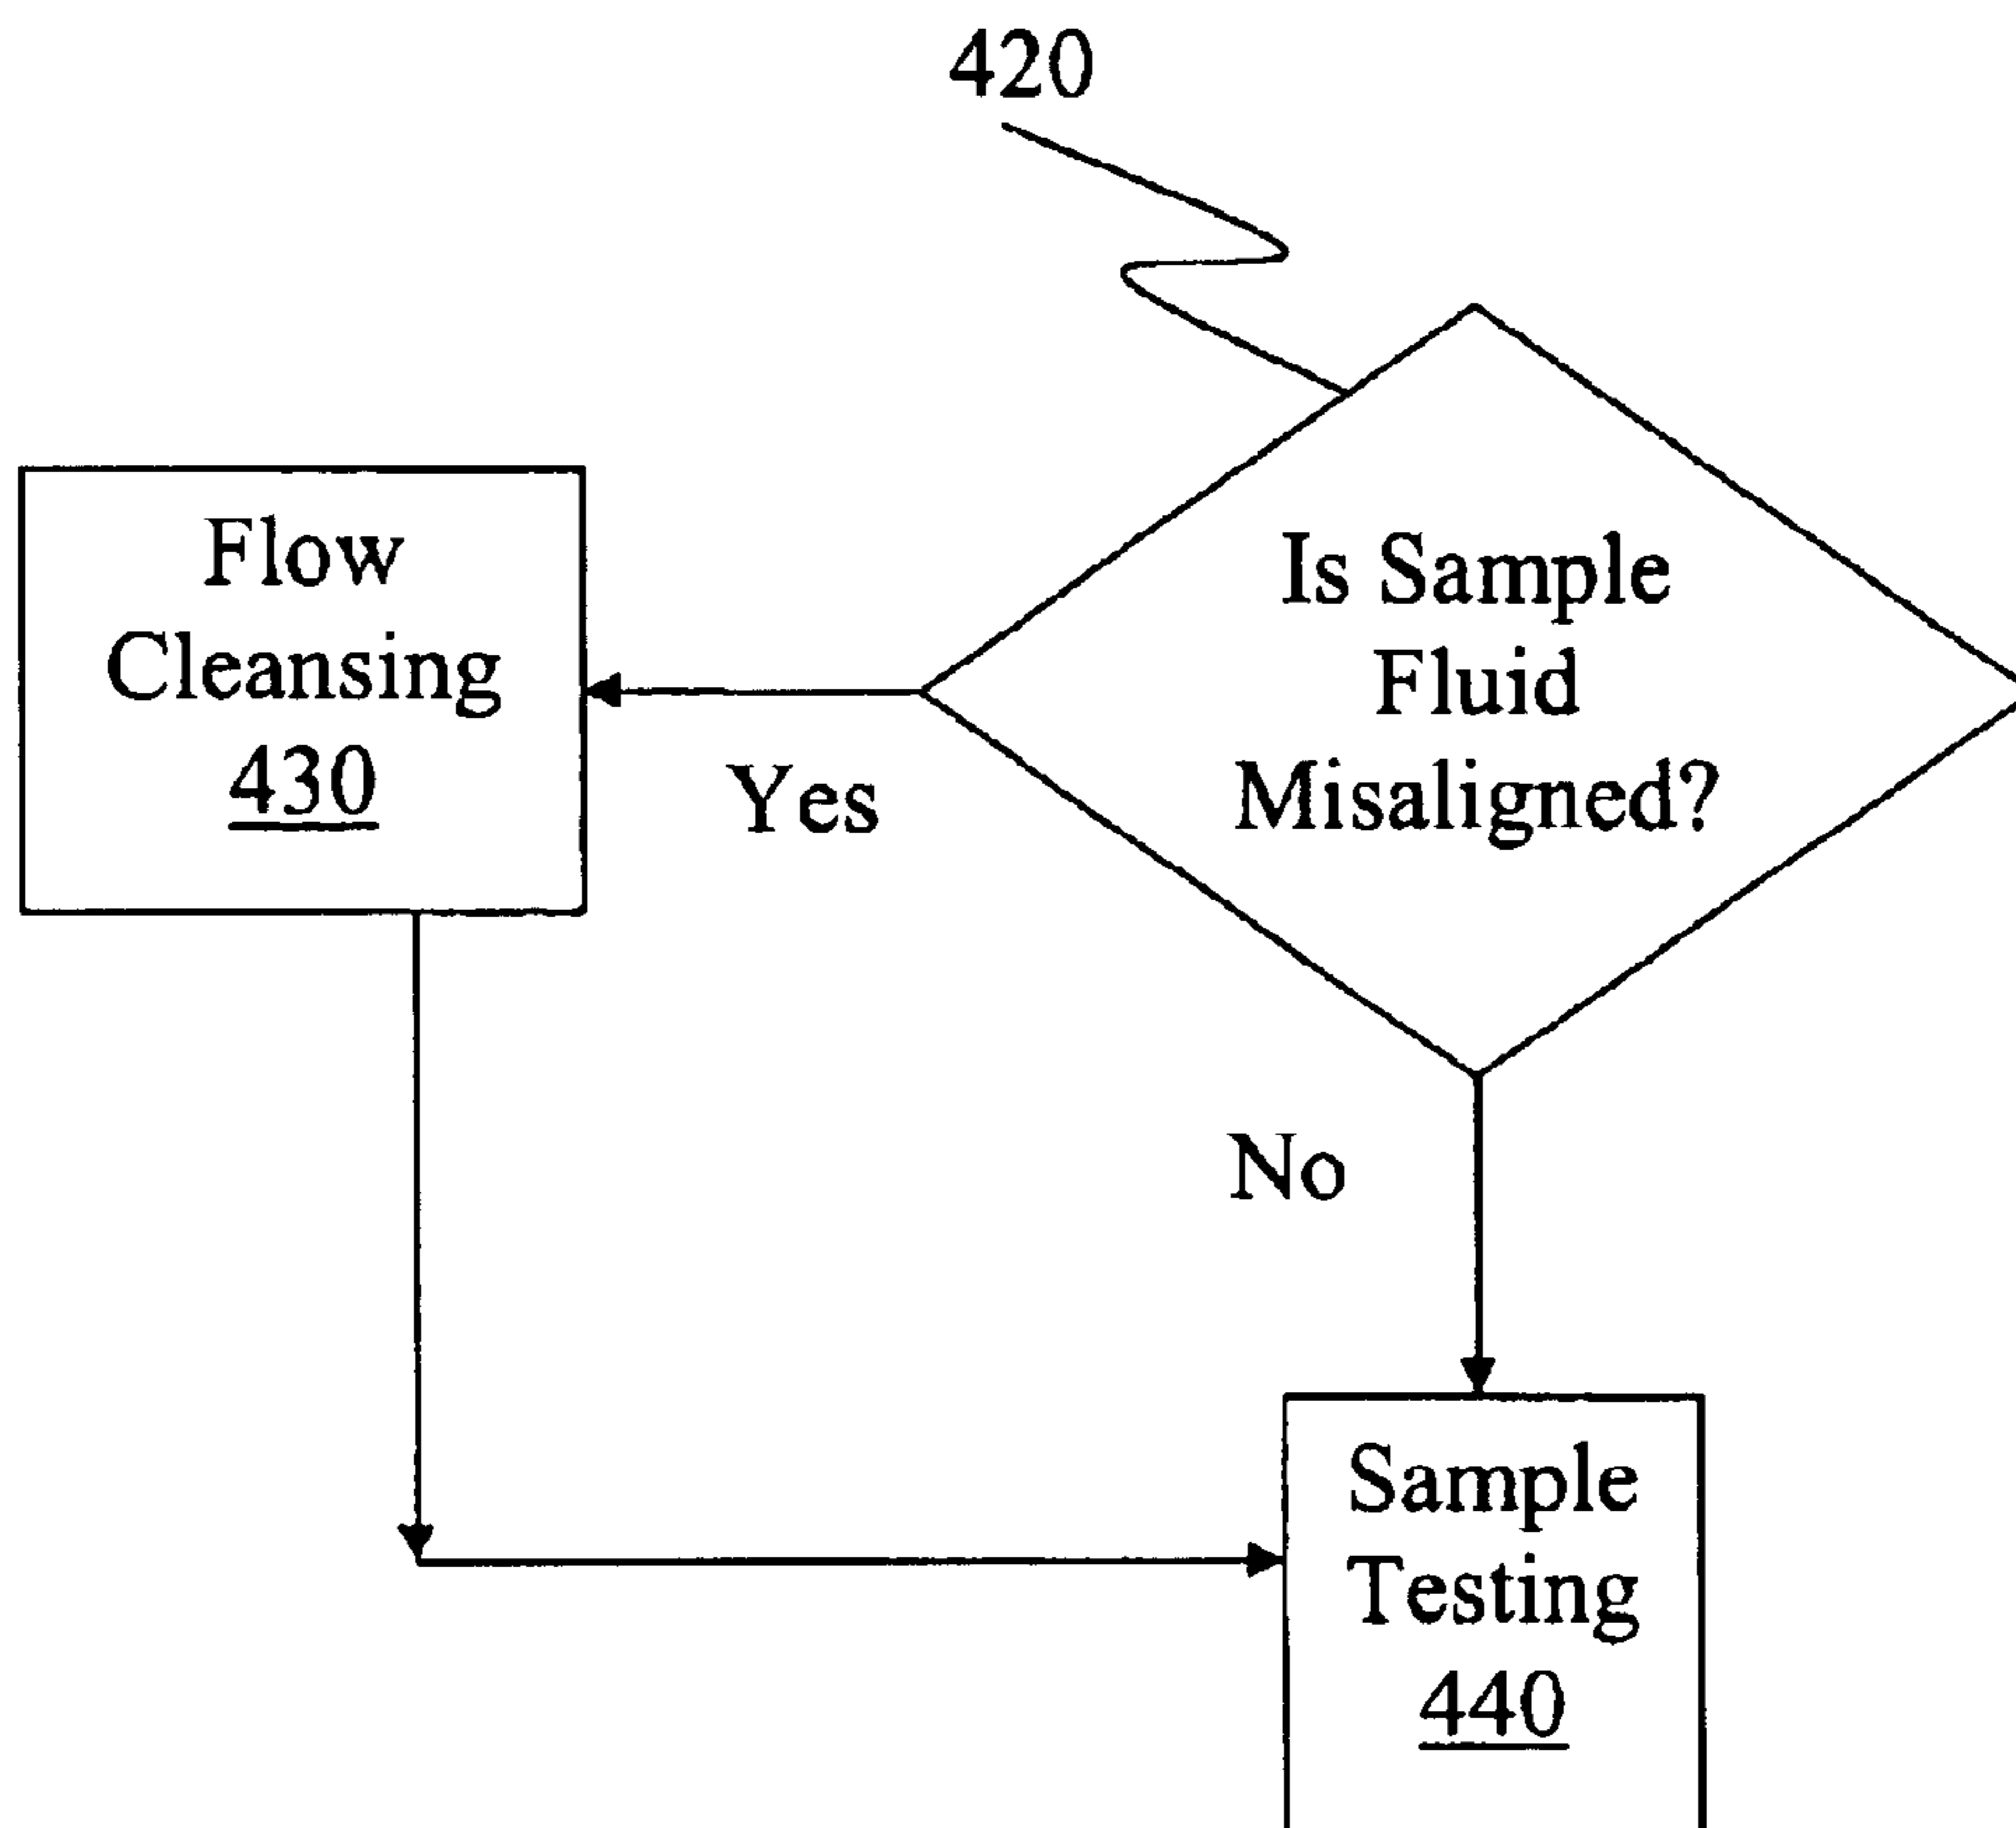 420
Flow
Cleansing
430
Yes
Is Sample
Fluid
Misaligned?
No
Sample
Testing
440